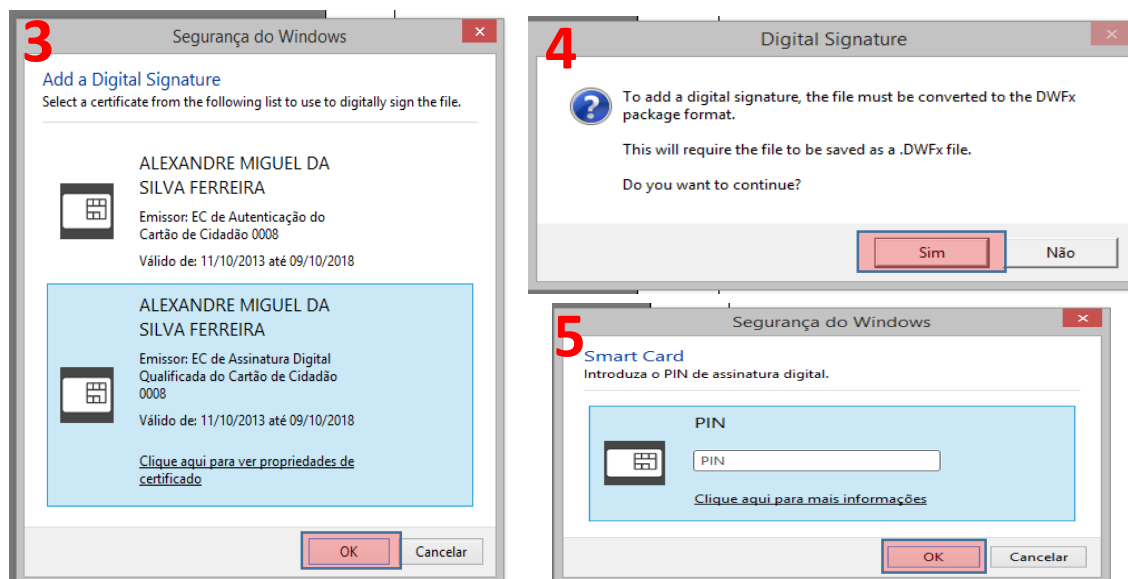 3
Segurança do Windows
Add a Digital Signature
Select a certificate from the following list to use to digitally sign the file.
ALEXANDRE MIGUEL DA
SILVA FERREIRA
Emissor: EC de Autenticação do
Cartão de Cidadão 0008
Válido de: 11/10/2013 até 09/10/2018
ALEXANDRE MIGUEL DA
SILVA FERREIRA
Emissor: EC de Assinatura Digital
Qualificada do Cartão de Cidadão
0008
Válido de: 11/10/2013 até 09/10/2018
Clique aqui para ver propriedades de
certificado
OK
Cancelar
4
Digital Signature
To add a digital signature, the file must be converted to the DWFx
package format.
This will require the file to be saved as a .DWFx file.
Do you want to continue?
Sim
Não
5
Segurança do Windows
Smart Card
Introduza o PIN de assinatura digital.
PIN
PIN
Clique aqui para mais informações
OK
Cancelar